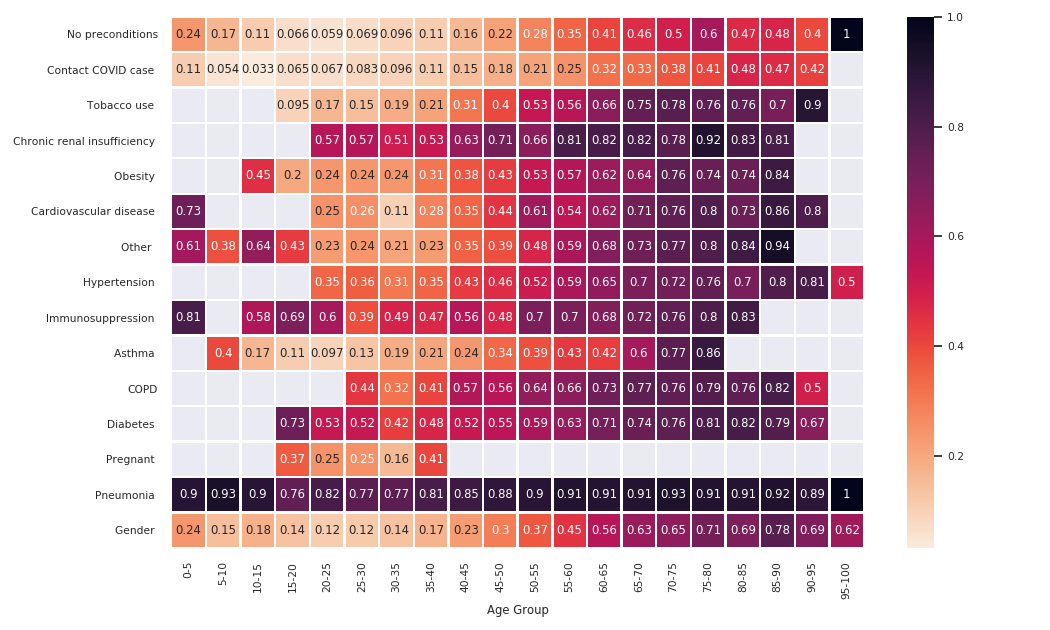 No preconditions 0.24 0.17 0.11 0.066 0.059 0.069 0.096 0.11 0.16 0.22 0.28 0.35 0.41 0.46 0.5 0.6 0.47 0.48 0.4 1 1.0
Contact COVID case 0.11 0.054 0.033 0.065 0.067 0.083 0.096 0.11 0.15 0.18 0.21 0.25 0.32 0.33 0.38 0.41 0.48 0.47 0.42
Tobacco use 0.095 0.17 0.15 0.19 0.21 0.31 0.4 0.53 0.56 0.66 0.75 0.78 0.76 0.76 0.7 0.9
0.8
Chronic renal insufficiency 0.57 0.57 0.51 0.53 0.63 0.71 0.66 0.81 0.82 0.82 0.78 0.92 0.83 0.81
Obesity 0.45 0.2 0.24 0.24 0.24 0.31 0.38 0.43 0.53 0.57 0.62 0.64 0.76 0.74 0.74 0.84
Cardiovascular disease 0.73 0.25 0.26 0.11 0.28 0.35 0.44 0.61 0.54 0.62 0.71 0.76 0.8 0.73 0.86 0.8
0.6
Other 0.61 0.38 0.64 0.43 0.23 0.24 0.21 0.23 0.35 0.39 0.48 0.59 0.68 0.73 0.77 0.8 0.84 0.94
Hypertension 0.35 0.36 0.31 0.35 0.43 0.46 0.52 0.59 0.65 0.7 0.72 0.76 0.7 0.8 0.81 0.5
Immunosuppression 0.81 0.58 0.69 0.6 0.39 0.49 0.47 0.56 0.48 0.7 0.7 0.68 0.72 0.76 0.8 0.83
0.4
Asthma 0.4 0.17 0.11 0.097 0.13 0.19 0.21 0.24 0.34 0.39 0.43 0.42 0.6 0.77 0.86
COPD 0.44 0.32 0.41 0.57 0.56 0.64 0.66 0.73 0.77 0.76 0.79 0.76 0.82 0.5
Diabetes 0.73 0.53 0.52 0.42 0.48 0.52 0.55 0.59 0.63 0.71 0.74 0.76 0.81 0.82 0.79 0.67
0.2
Pregnant 0.37 0.25 0.25 0.16 0.41
Pneumonia 0.9 0.93 0.9 0.76 0.82 0.77 0.77 0.81 0.85 0.88 0.9 0.91 0.91 0.91 0.93 0.91 0.91 0.92 0.89 1
Gender 0.24 0.15 0.18 0.14 0.12 0.12 0.14 0.17 0.23 0.3 0.37 0.45 0.56 0.63 0.65 0.71 0.69 0.78 0.69 0.62
0-5 5-10 10-15 15-20 20-25 25-30 30-35 35-40 40-45 45-50 50-55 55-60 60-65 65-70 70-75 75-80 80-85 85-90 90-95 95-100
Age Group